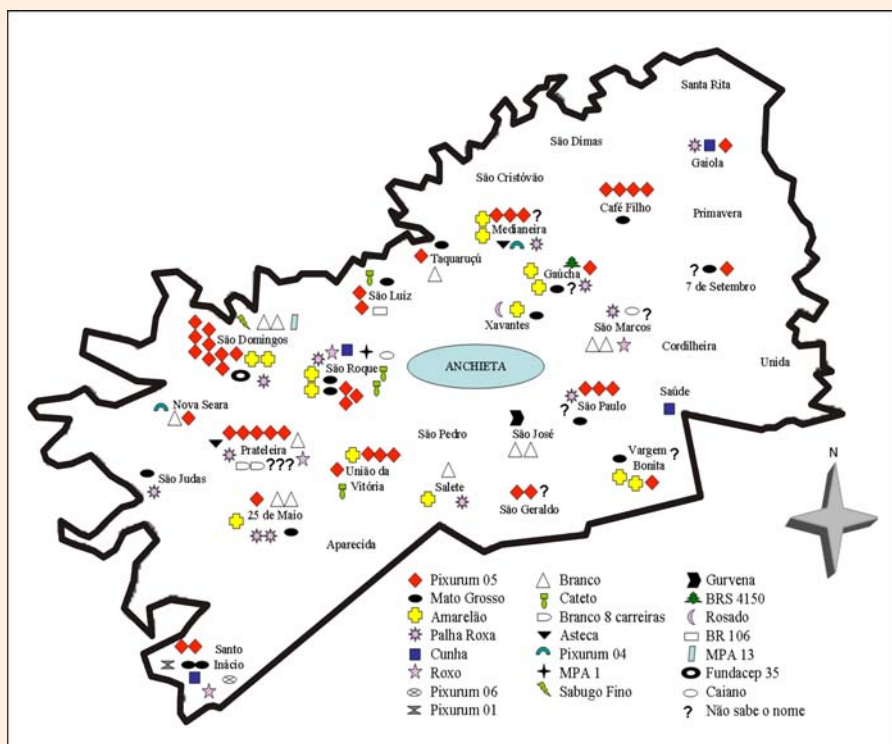 Santa Rita
São Dimas
Gaiola
São Cristóvão
Café Filho
Primavera
?
Medianeira
Taquaruçú
Gaúcha
?
? 
7 de Setembro
São Luíz
Xavantes
?
São Marcos
São Domingos
São Roque
ANCHIETA
Cordilheira
Unida
Saúde
Nova Seara
?
São Paulo
São Pedro
São José
Prateleira
???
União da
Vitória
Vargem
Bonita
?
São Judas
Salete
?
São Geraldo
25 de Maio
Aparecida
N
Santo
Inácio
Pixurum 05
Mato Grosso
Amarelão
Palha Roxa
Cunha
Roxo
Pixurum 06
Pixurum 01
Branco
Cateto
Branco 8 carreiras
Asteca
Pixurum 04
MPA 1
Sabugo Fino
Gurvena
BRS 4150
Rosado
BR 106
MPA 13
Fundacep 35
Caiano
? Não sabe o nome